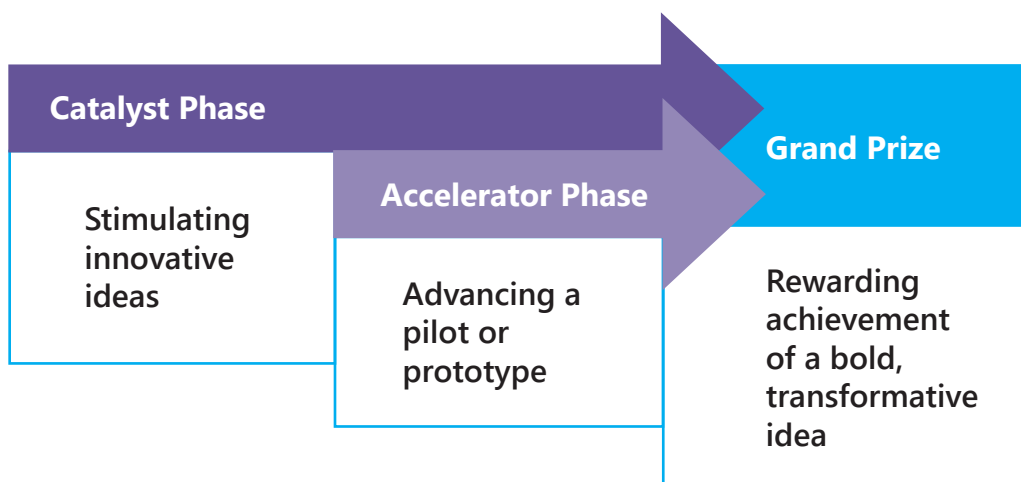 Catalyst Phase
Stimulating
innovative
ideas
Accelerator Phase
Advancing a
pilot or
prototype
Grand Prize
Rewarding
achievement
of a bold,
transformative
idea